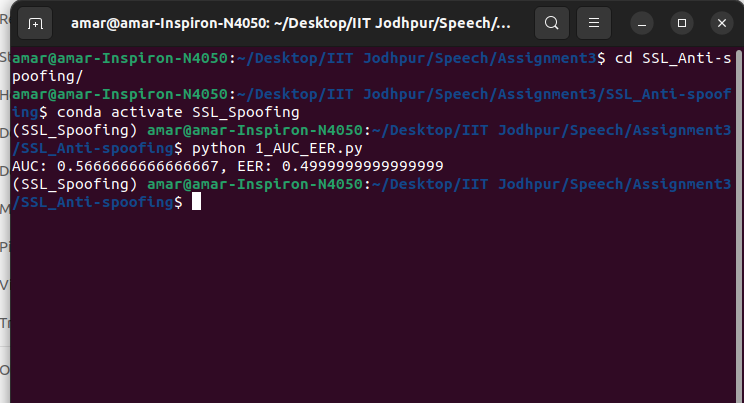 amar@amar-Inspiron-N4050: ~/Desktop/IIT Jodhpur/Speech/...
amar@amar-Inspiron-N4050:~/Desktop/IIT Jodhpur/Speech/Assignment3$ cd SSL_Anti-s
poofing/
amar@amar-Inspiron-N4050:~/Desktop/IIT Jodhpur/Speech/Assignment3/SSL_Anti-spoof
ing$ conda activate SSL_Spoofing
(SSL_Spoofing) amar@amar-Inspiron-N4050:~/Desktop/IIT Jodhpur/Speech/Assignment3
/SSL_Anti-spoofing$ python 1_AUC_EER.py
AUC: 0.5666666666666667, EER: 0.4999999999999999
(SSL_Spoofing) amar@amar-Inspiron-N4050:~/Desktop/IIT Jodhpur/Speech/Assignment3
/SSL_Anti-spoofing$